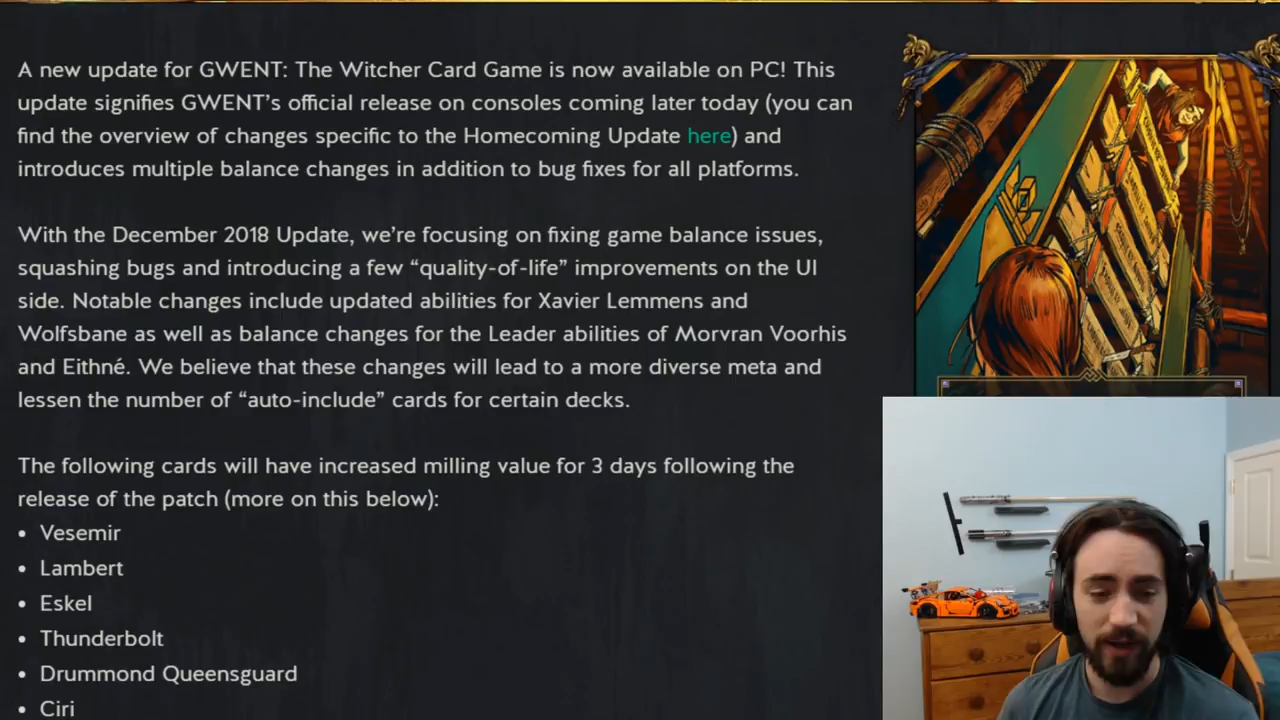 A new update for GWENT: The Witcher Card Game is now available on PC! This
update signifies GWENT's official release on consoles coming later today (you can
find the overview of changes specific to the Homecoming Update here) and
introduces multiple balance changes in addition to bug fixes for all platforms.
With the December 2018 Update, we're focusing on fixing game balance issues,
squashing bugs and introducing a few “quality-of-life” improvements on the UI
side. Notable changes include updated abilities for Xavier Lemmens and
Wolfsbane as well as balance changes for the Leader abilities of Morvran Voorhis
and Eithné. We believe that these changes will lead to a more diverse meta and
lessen the number of “auto-include” cards for certain decks.
The following cards will have increased milling value for 3 days following the
release of the patch (more on this below):
• Vesemir
• Lambert
• Eskel
• Thunderbolt
• Drummond Queensguard
• Ciri